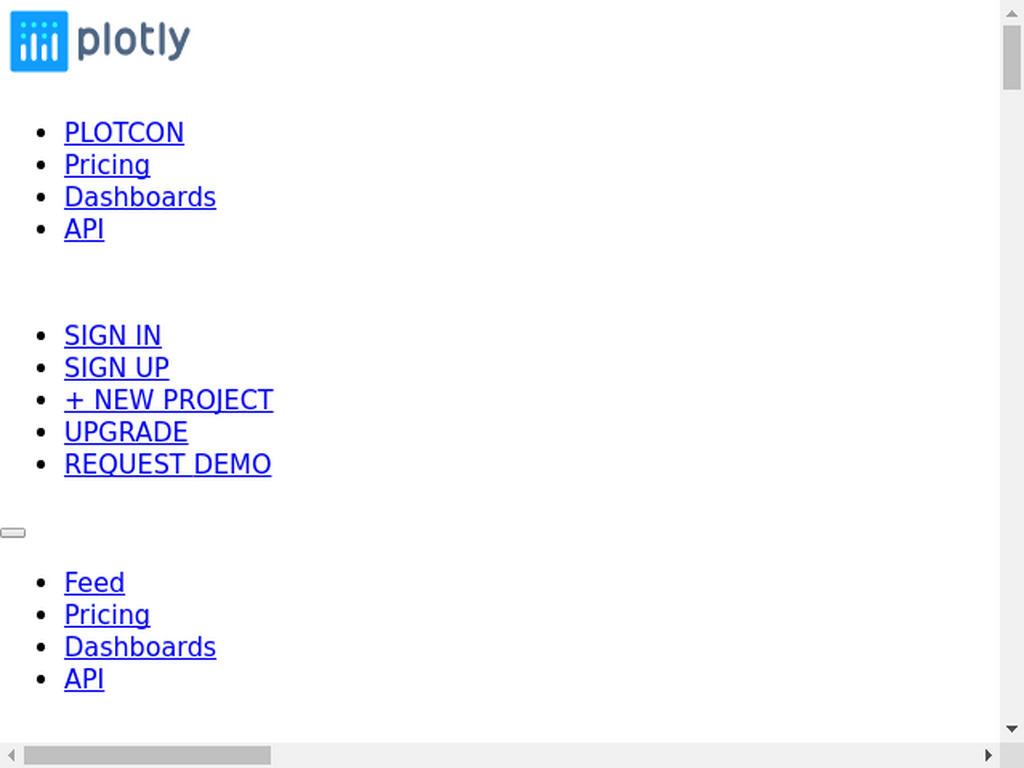 plotly
PLOTCON
Pricing
Dashboards
API
SIGN IN
SIGN UP
+ NEW PROJECT
UPGRADE
REQUEST DEMO
Feed
Pricing
Dashboards
API